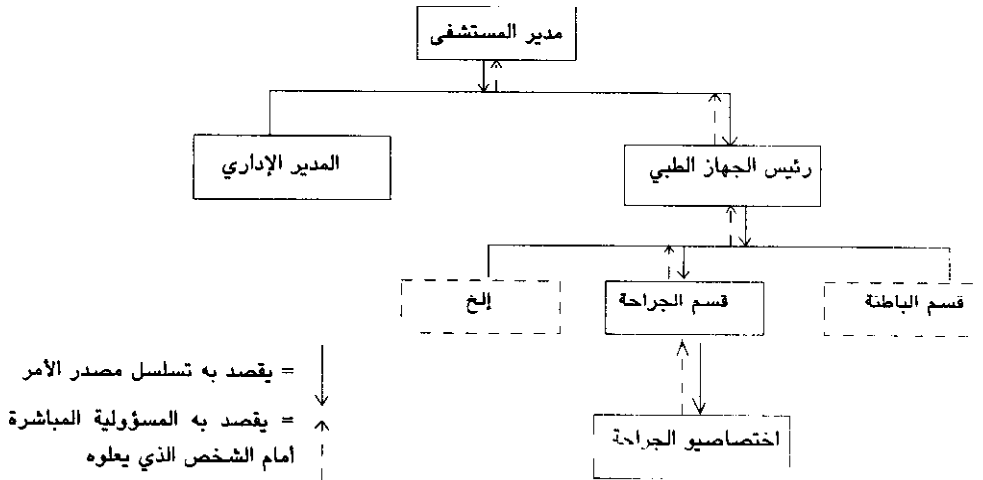 مدير المستشفى
رئيس الجهاز الطبي
المدير الإداري
قسم الباطنة
قسم الجراحة
إلخ
اختصاصيو الجراحة
= يقصد به تسلسل مصدر الأمر
= يقصد به المسؤولية المباشرة
أمام الشخص الذي يعلوه